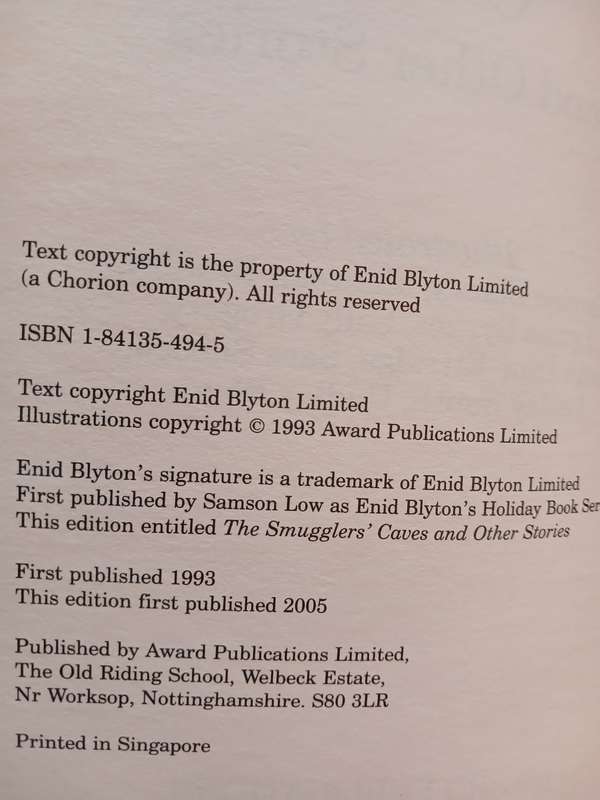 Text copyright is the property of Enid Blyton Limited
(a Chorion company). All rights reserved
ISBN 1-84135-494-5
Text copyright Enid Blyton Limited
Illustrations copyright © 1993 Award Publications Limited
Enid Blyton's signature is a trademark of Enid Blyton Limited
First published by Samson Low as Enid Blyton's Holiday Book Ser
This edition entitled The Smugglers' Caves and Other Stories
First published 1993
This edition first published 2005
Published by Award Publications Limited,
The Old Riding School, Welbeck Estate,
Nr Worksop, Nottinghamshire. S80 3LR
Printed in Singapore